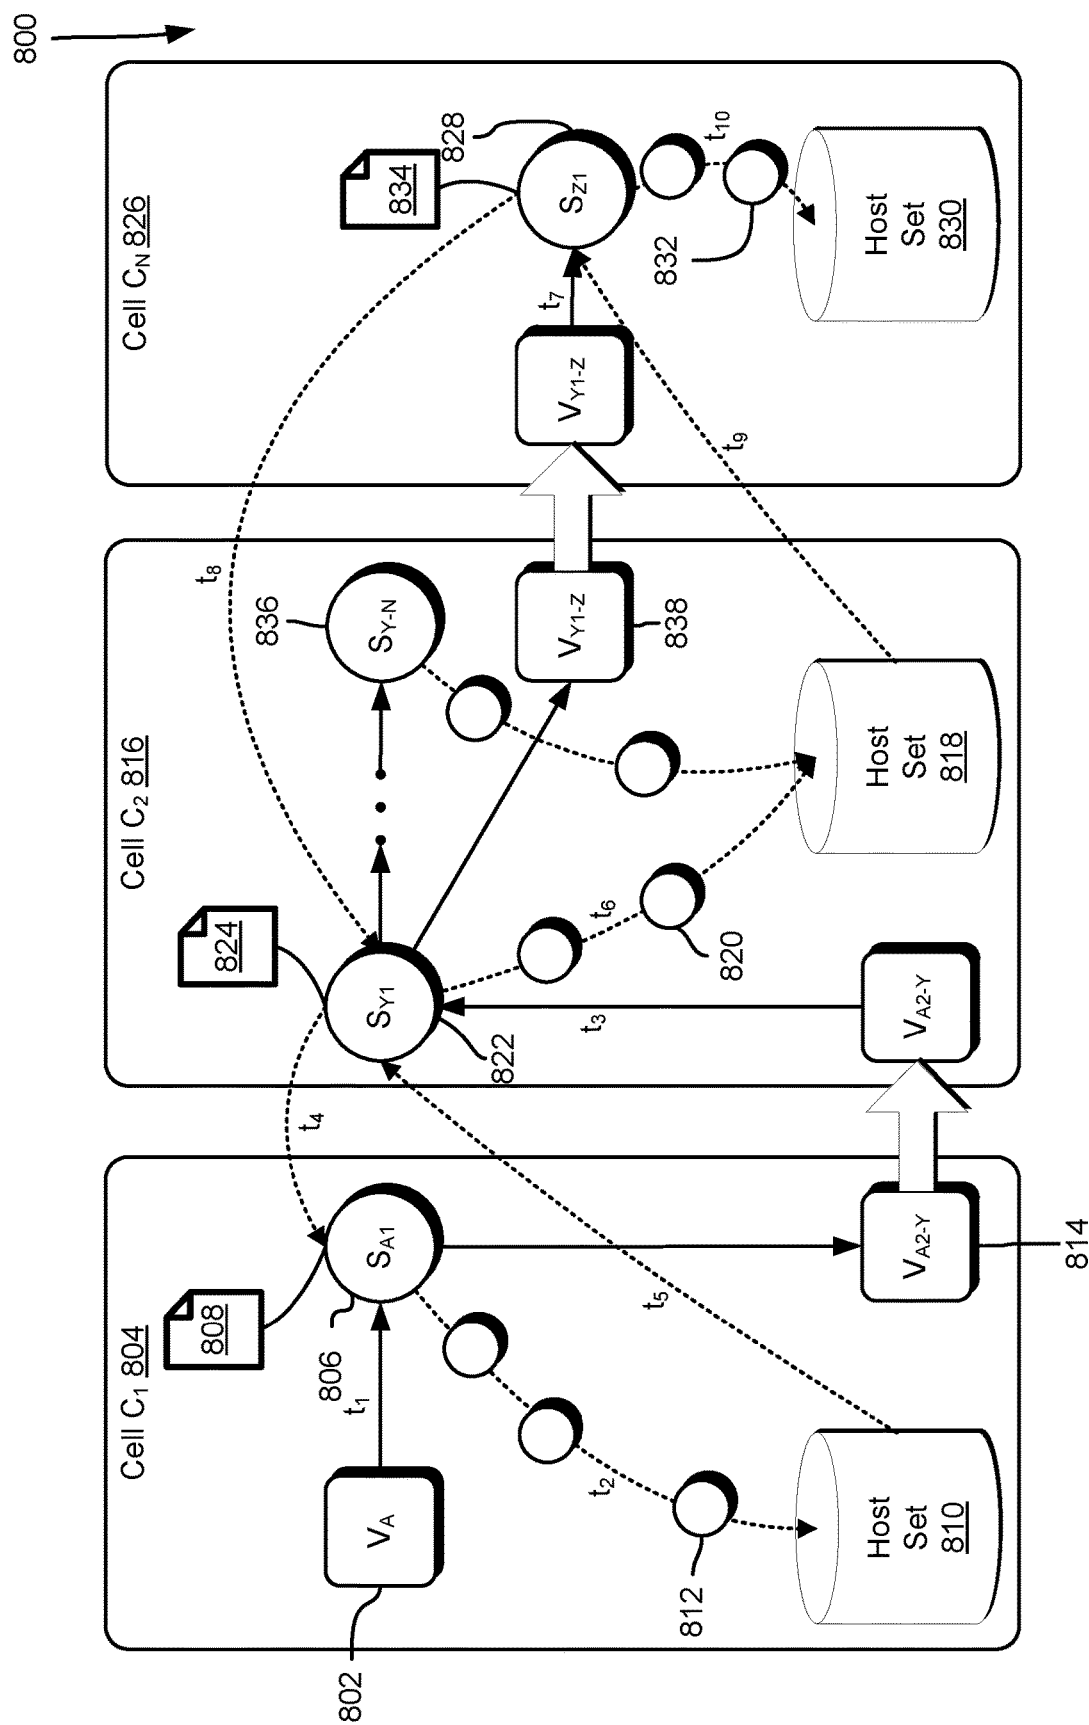 800
Cell C1 804
Cell C2 816
Cell CN 826
808
824
834
828
t8
t4
806
SA1
t1
VA
802
SY1
822
836
SY-N
SZ1
t7
VY1-Z
VY1-Z
838
832
t10
t2
812
t5
t3
t6
820
t9
VA2-Y
VA2-Y
814
Host
Set
810
Host
Set
818
Host
Set
830